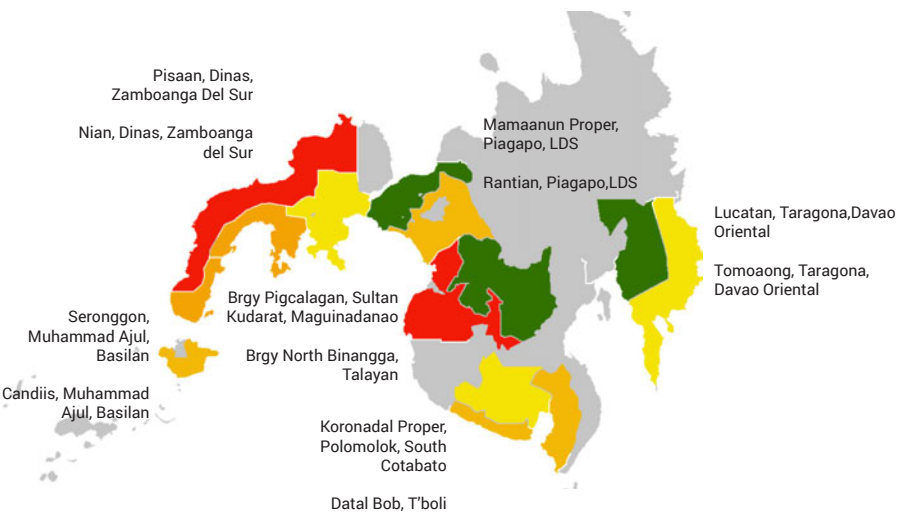 Pisaan, Dinas,
Zamboanga Del Sur
Nian, Dinas, Zamboanga
del Sur
Mamaanun Proper,
Piagapo, LDS
Rantian, Piagapo,LDS
Lucatan, Taragona,Davao
Oriental
Tomoaong, Taragona,
Davao Oriental
Brgy Pigcalagan, Sultan
Kudarat, Maguinadanao
Brgy North Binangga,
Talayan
Seronggon,
Muhammad Ajul,
Basilan
Candiis, Muhammad
Ajul, Basilan
Koronadal Proper,
Polomolok, South
Cotabato
Datal Bob, T’boli